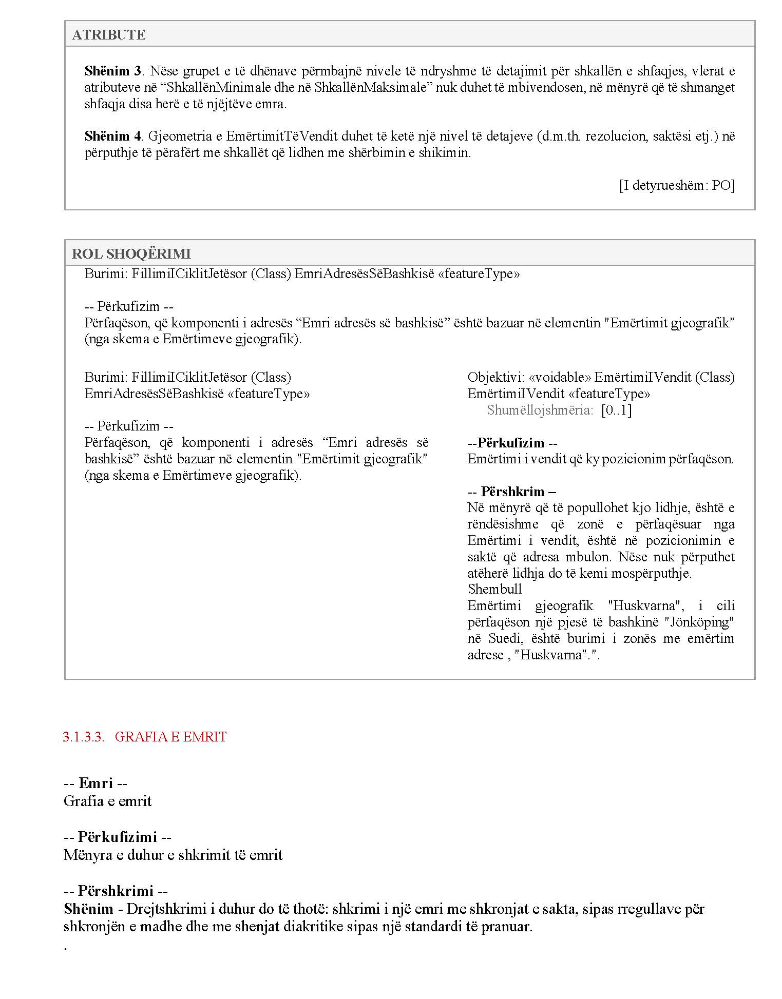 ATRIBUTE
Shënim 3. Nëse grupet e të dhënave përmbajnë nivele të ndryshme të detajimit për shkallën e shfaqjes, vlerat e
atributeve në “ShkallënMinimale dhe në ShkallënMaksimale” nuk duhet të mbivendosen, në mënyrë që të shmanget
shfaqja disa herë e të njëjtëve emra.
Shënim 4. Gjeometria e EmërtimitTëVendit duhet të ketë një nivel të detajeve (d.m.th. rezolucion, saktësi etj.) në
përputhje të përafërt me shkallët që lidhen me shërbimin e shikimin.
[I detyrueshëm: PO]
ROL SHOQËRIMI
Burimi: FillimiICiklitJetësor (Class) EmriAdresësSëBashkisë «featureType»
-- Përkufizim --
Përfaqëson, që komponenti i adresës “Emri adresës së bashkisë” është bazuar në elementin "Emërtimit gjeografik"
(nga skema e Emërtimeve gjeografik).
Burimi: FillimiICiklitJetësor (Class)
EmriAdresësSëBashkisë «featureType»
-- Përkufizim --
Përfaqëson, që komponenti i adresës “Emri adresës së
bashkisë” është bazuar në elementin "Emërtimit gjeografik"
(nga skema e Emërtimeve gjeografik).
Objektivi: «voidable» EmërtimiIVendit (Class)
EmërtimiIVendit «featureType»
Shumëllojshmëria: [0..1]
--Përkufizim --
Emërtimi i vendit që ky pozicionim përfaqëson.
-- Përshkrim –
Në mënyrë që të popullohet kjo lidhje, është e
rëndësishme që zonë e përfaqësuar nga
Emërtimi i vendit, është në pozicionimin e
saktë që adresa mbulon. Nëse nuk përputhet
atëherë lidhja do të kemi mospërputhje.
Shembull
Emërtimi gjeografik "Huskvarna", i cili
përfaqëson një pjesë të bashkinë "Jönköping"
në Suedi, është burimi i zonës me emërtim
adrese , "Huskvarna".".
3.1.3.3. GRAFIA E EMRIT
-- Emri --
Grafia e emrit
-- Përkufizimi --
Mënyra e duhur e shkrimit të emrit
-- Përshkrimi --
Shënim - Drejtshkrimi i duhur do të thotë: shkrimi i një emri me shkronjat e sakta, sipas rregullave për
shkronjën e madhe dhe me shenjat diakritike sipas një standardi të pranuar.
.